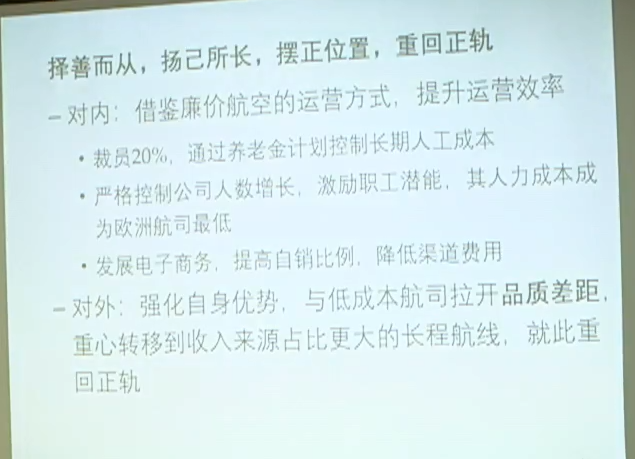 择善而从，扬己所长，摆正位置，重回正轨
– 对内：借鉴廉价航空的运营方式，提升运营效率
• 裁员20%，通过养老金计划控制长期人工成本
• 严格控制公司人数增长，激励职工潜能，其人力成本成
为欧洲航司最低
• 发展电子商务，提高自销比例，降低渠道费用
– 对外：强化自身优势，与低成本航司拉开品质差距，
重心转移到收入来源占比更大的长程航线，就此重
回正轨